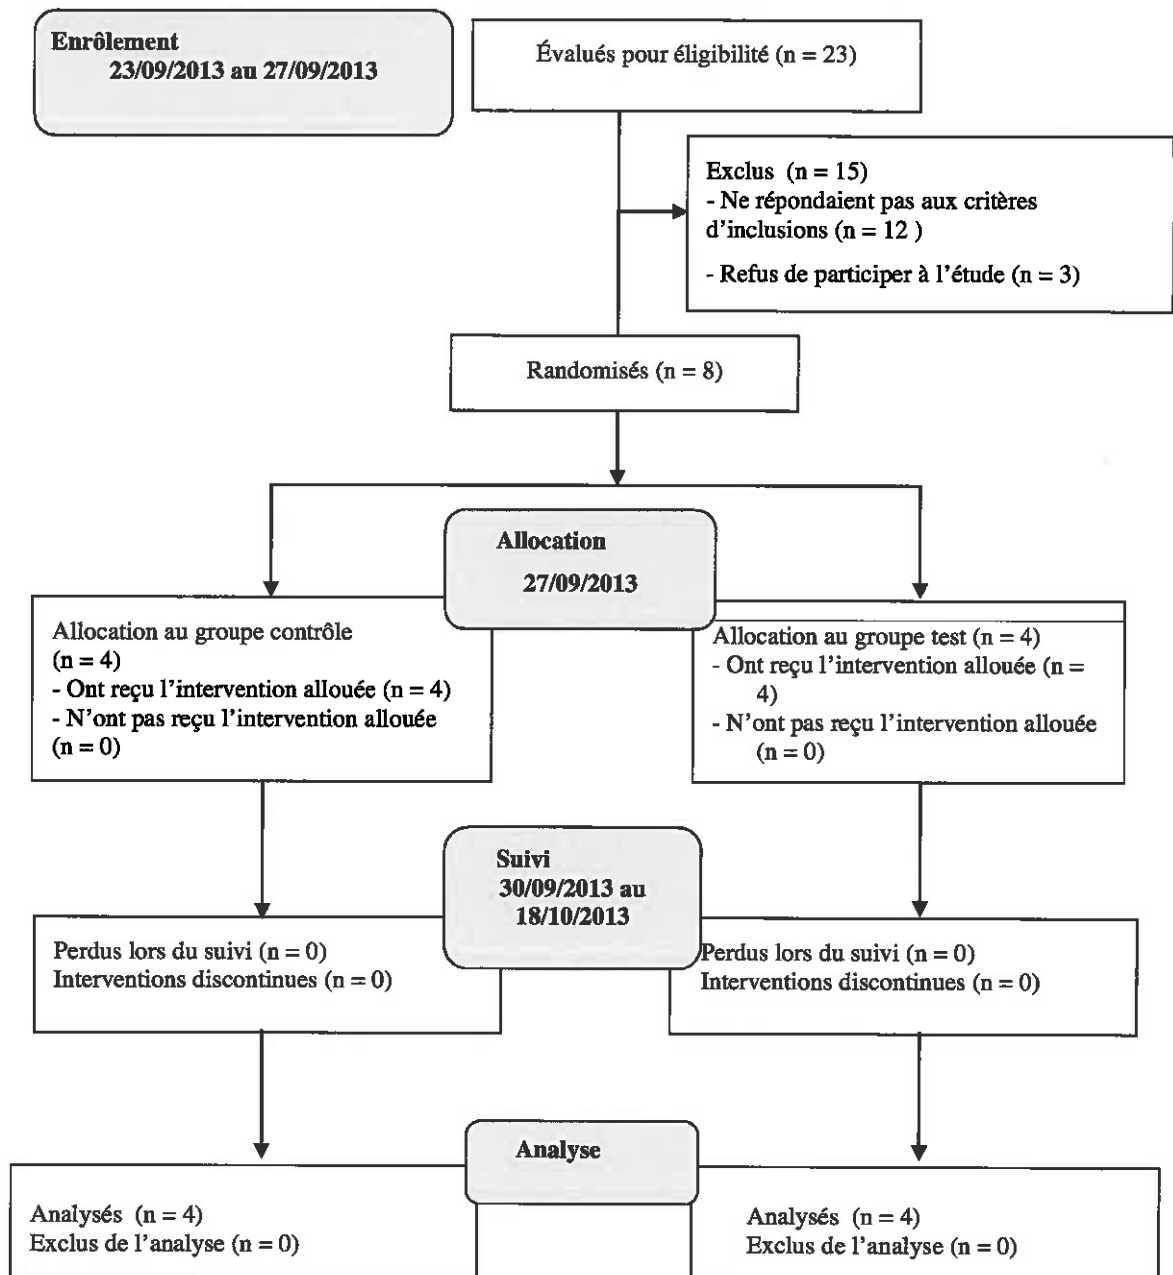 Enrôlement
23/09/2013 au 27/09/2013
Évalués pour éligibilité (n = 23)
Exclus (n = 15)
- Ne répondaient pas aux critères
d'inclusions (n = 12 )
- Refus de participer à l'étude (n = 3)
Randomisés (n = 8)
Allocation
27/09/2013
Allocation au groupe contrôle
(n = 4)
- Ont reçu l'intervention allouée (n = 4)
- N'ont pas reçu l'intervention allouée
(n = 0)
Allocation au groupe test (n = 4)
- Ont reçu l'intervention allouée (n =
4)
- N'ont pas reçu l'intervention allouée
(n = 0)
Suivi
30/09/2013 au
18/10/2013
Perdus lors du suivi (n = 0)
Interventions discontinues (n = 0)
Perdus lors du suivi (n = 0)
Interventions discontinues (n = 0)
Analyse
Analysés (n = 4)
Exclus de l'analyse (n = 0)
Analysés (n = 4)
Exclus de l'analyse (n = 0)